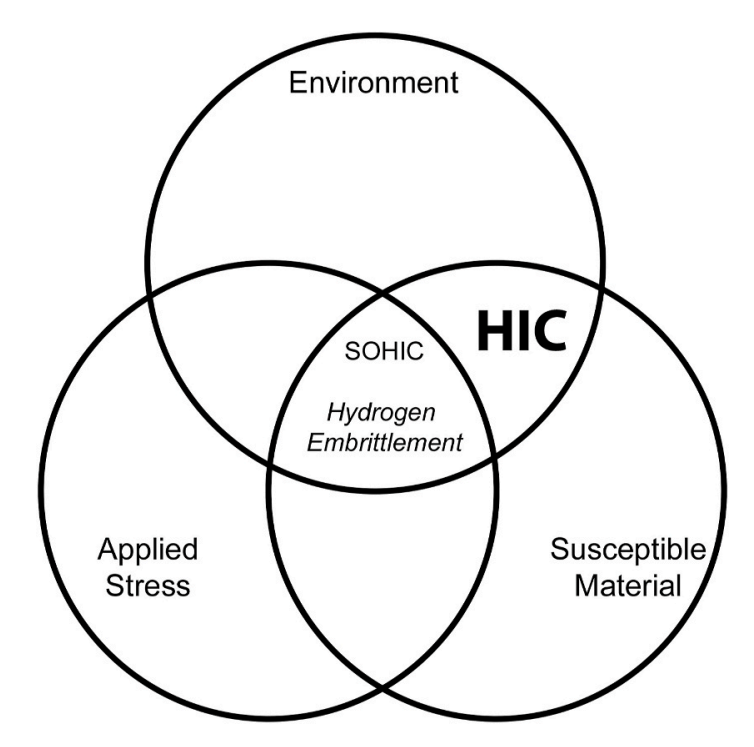 Environment
HIC
SOHIC
Hydrogen
Embrittlement
Applied
Stress
Susceptible
Material